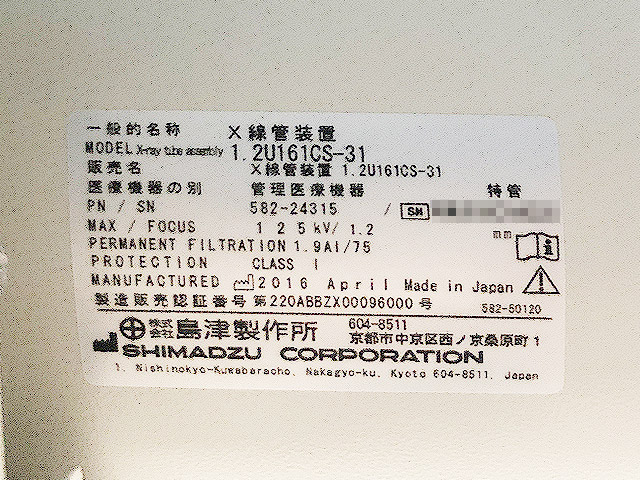 一般的名称 X線管装置
MODEL X-ray tube assembly 1.2U161CS-31
販売名 X線管装置 1.2U161CS-31
医療機器の別 管理医療機器 特管
PN / SN 582-24315 / SN
MAX / FOCUS 125kV/ 1.2 mm
PERMANENT FILTRATION 1.9Al/75
PROTECTION CLASS I
MANUFACTURED 2016 April Made in Japan
製造販売認証番号 第220ABBZX00096000号 582-50120
株式会社 島津製作所 604-8511
京都市中京区西ノ京桑原町1
SHIMADZU CORPORATION
1, Nishinokyo-Kuwabaracho, Nakagyo-ku, Kyoto 604-8511, Japan